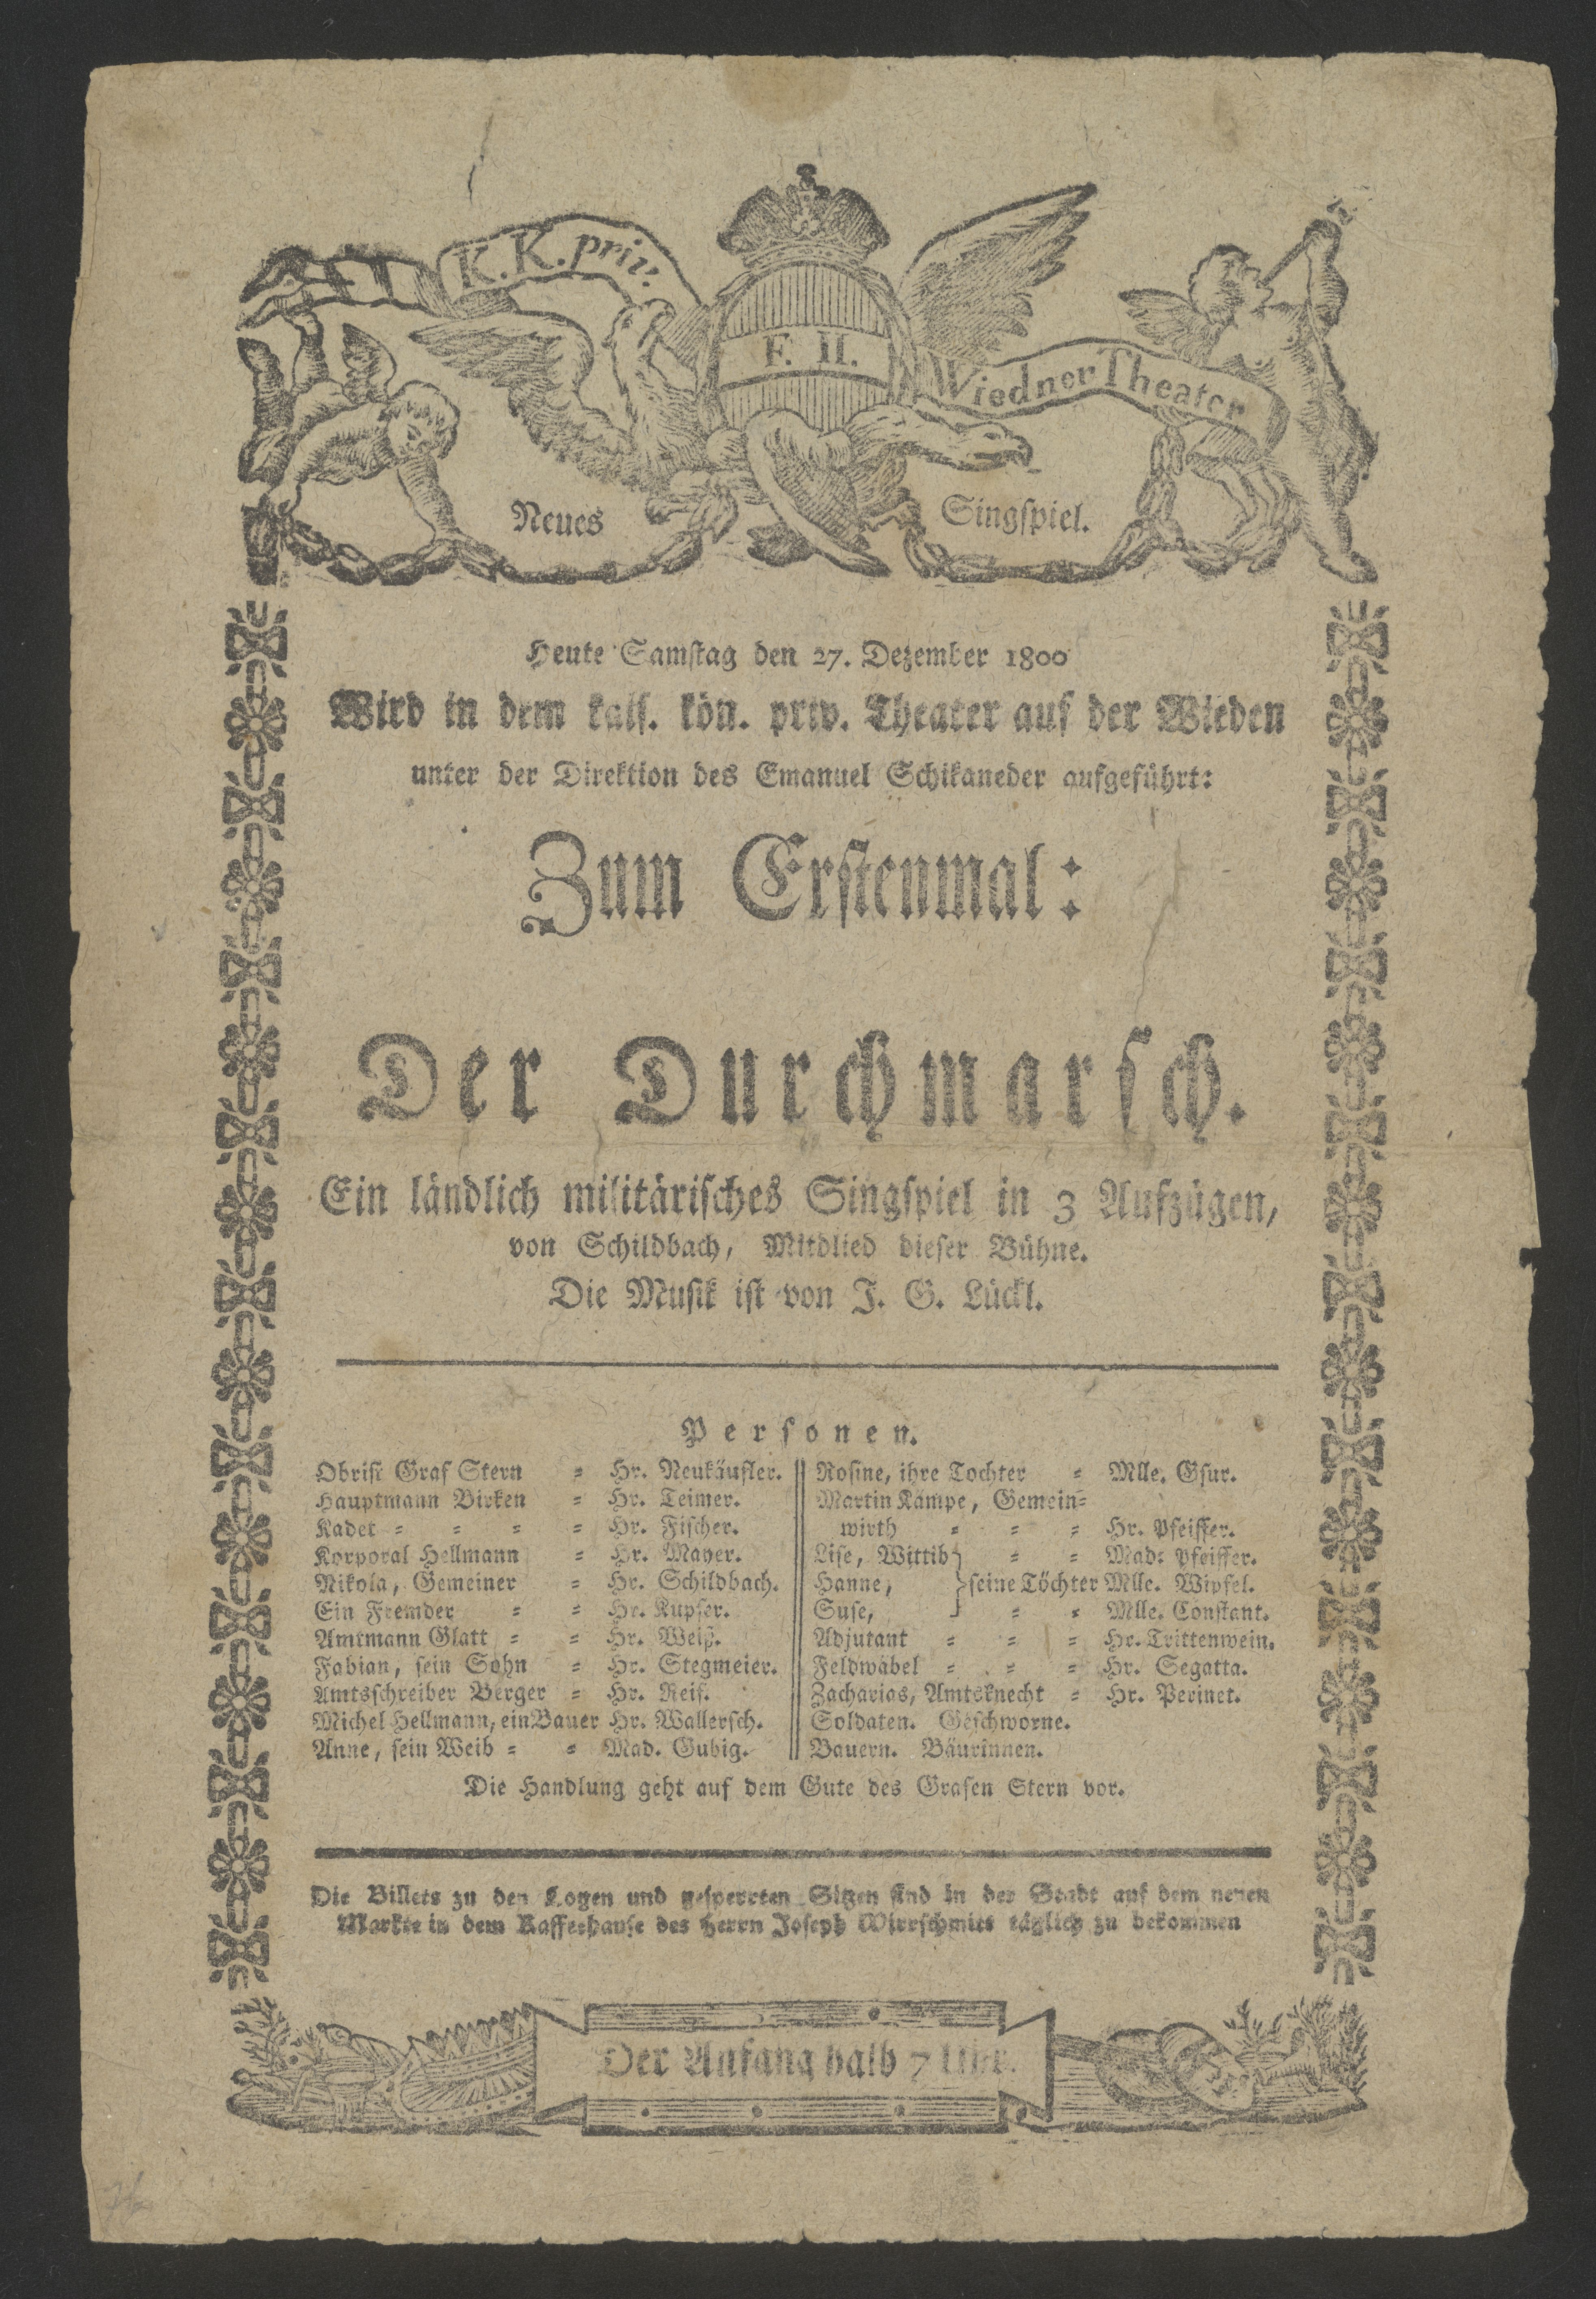 K. K. priv.
F. II.
Wiedner Theater
Neues Singspiel.
Heute Samstag den 27. Dezember 1800
Wird in dem kais. kön. priv. Theater auf der Wieden
unter der Direktion des Emanuel Schikaneder aufgeführt:
Zum Erstenmal:
Der Durchmarsch.
Ein ländlich militärisches Singspiel in 3 Aufzügen,
von Schildbach, Mitdlied dieser Bühne.
Die Musik ist von J. G. Lückl.
Personen.
Obrist Graf Stern = Hr. Neukäufler.
Hauptmann Birken = Hr. Teimer.
Kadet = = = = Hr. Fischer.
Korporal Hellmann = Hr. Mayer.
Nikola, Gemeiner = Hr. Schildbach.
Ein Fremder = = Hr. Kupfer.
Amtmann Glatt = = Hr. Weiß.
Fabian, sein Sohn = Hr. Stegmeier.
Amtsschreiber Berger = Hr. Reif.
Michel Hellmann, ein Bauer Hr. Wallersch.
Anne, sein Weib = = Mad. Gubig.
Rosine, ihre Tochter = Mlle. Gsur.
Martin Kämpe, Gemein=
wirth = = = Hr. Pfeiffer.
Lise, Wittib = = Mad: Pfeiffer.
Hanne, seine Töchter Mlle. Wipfel.
Suse, = = Mlle. Constant.
Adjutant = = = Hr. Trittenwein.
Feldwäbel = = = Hr. Segatta.
Zacharias, Amtsknecht = Hr. Perinet.
Soldaten. Geschworne.
Bauern. Bäurinnen.
Die Handlung geht auf dem Gute des Grafen Stern vor.
Die Billets zu den Logen und gesperrten Sitzen sind in der Stadt auf dem neuen
Markte in dem Kaffeehause des Herrn Joseph Wirrschmitt täglich zu bekommen
Der Anfang halb 7 Uhr.